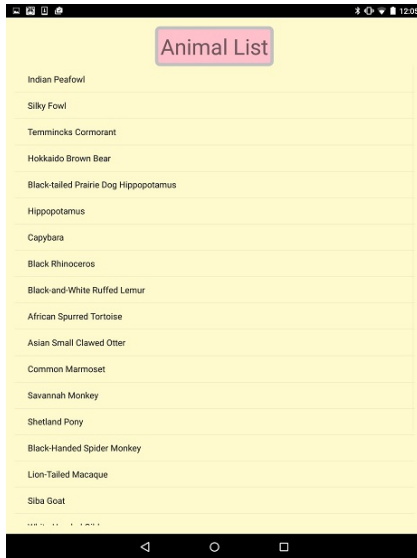 12:05
Animal List
Indian Peafowl
Silky Fowl
Temmincks Cormorant
Hokkaido Brown Bear
Black-tailed Prairie Dog Hippopotamus
Hippopotamus
Capybara
Black Rhinoceros
Black-and-White Ruffed Lemur
African Spurred Tortoise
Asian Small Clawed Otter
Common Marmoset
Savannah Monkey
Shetland Pony
Black-Handed Spider Monkey
Lion-Tailed Macaque
Siba Goat